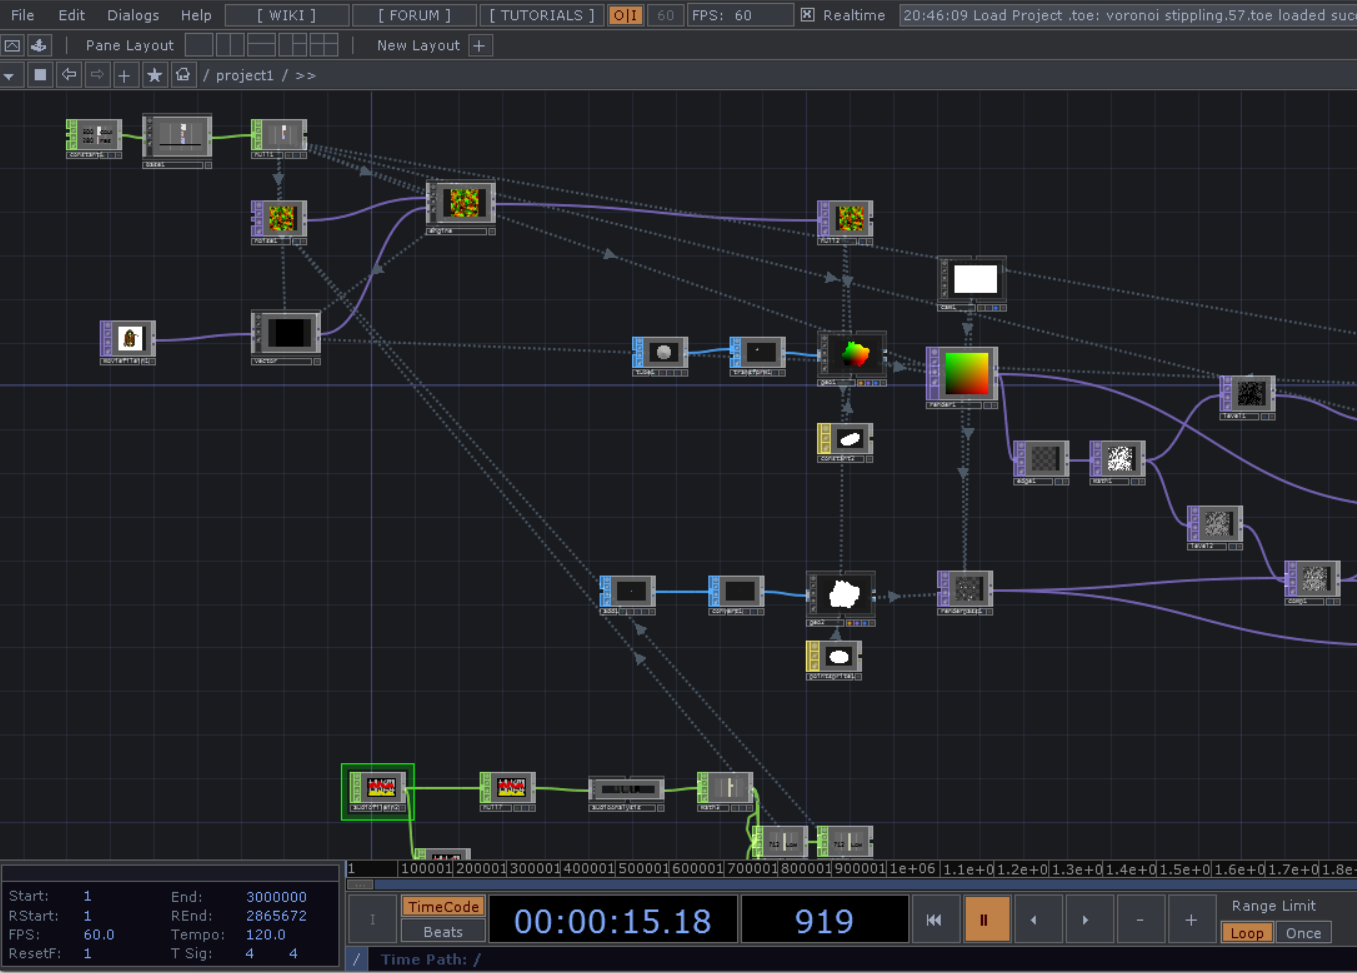 File Edit Dialogs Help [ WIKI ] [ FORUM ] [ TUTORIALS ] O|I 60 FPS: 60 Realtime 20:46:09 Load Project .toe: voronoi stippling.57.toe loaded succ
Pane Layout New Layout +
/ project1 / >>
constant1
base1
null1
noise1
engine
null2
cam1
moviefilein1
vector
tube1
transform1
geo1
render1
level1
constant2
edge1
math1
level2
add1
convert1
geo2
renderpass1
comp1
pointsprite1
audiofilein2
null7
audioanalysis
math3
1 100001 200001 300001 400001 500001 600001 700001 800001 900001 1e+06 1.1e+0 1.2e+0 1.3e+0 1.4e+0 1.5e+0 1.6e+0 1.7e+0 1.8e+
Start: 1 End: 3000000
RStart: 1 REnd: 2865672
FPS: 60.0 Tempo: 120.0
ResetF: 1 T Sig: 4 4
TimeCode
Beats
00:00:15.18
919
- +
Range Limit
Loop Once
/ Time Path: /